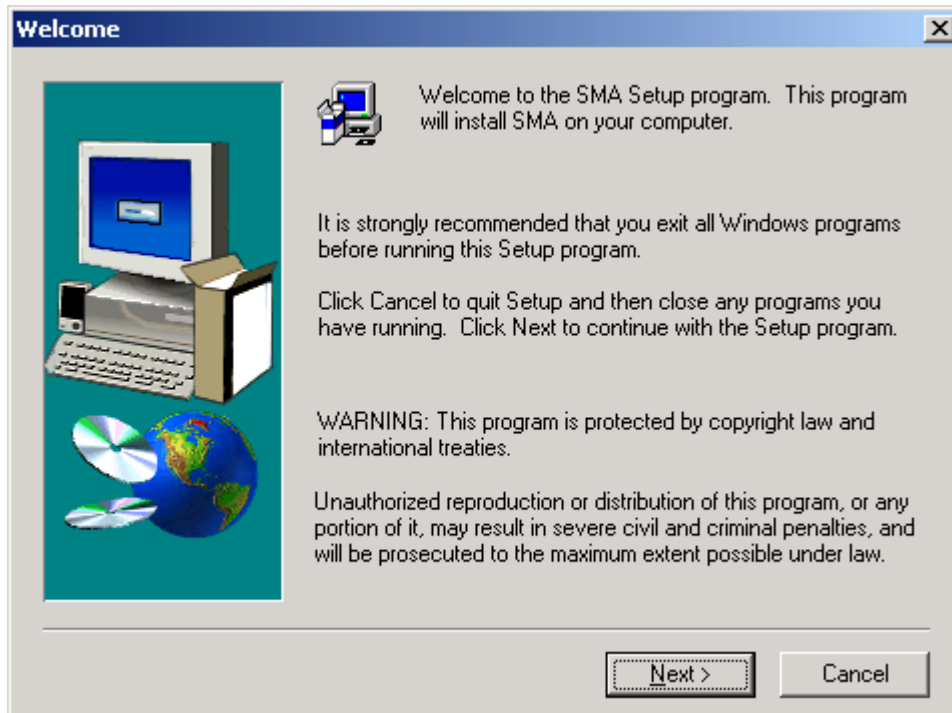 Welcome
Welcome to the SMA Setup program. This program
will install SMA on your computer.
It is strongly recommended that you exit all Windows programs
before running this Setup program.
Click Cancel to quit Setup and then close any programs you
have running. Click Next to continue with the Setup program.
WARNING: This program is protected by copyright law and
international treaties.
Unauthorized reproduction or distribution of this program, or any
portion of it, may result in severe civil and criminal penalties, and
will be prosecuted to the maximum extent possible under law.
Next >
Cancel